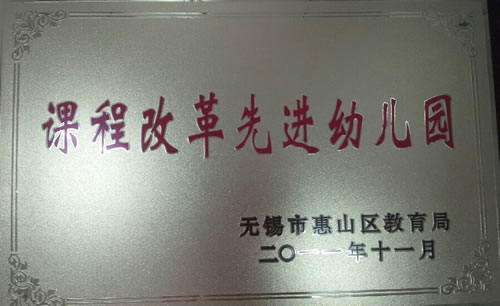 课程改革先进幼儿园
无锡市惠山区教育局
二〇一一年十一月